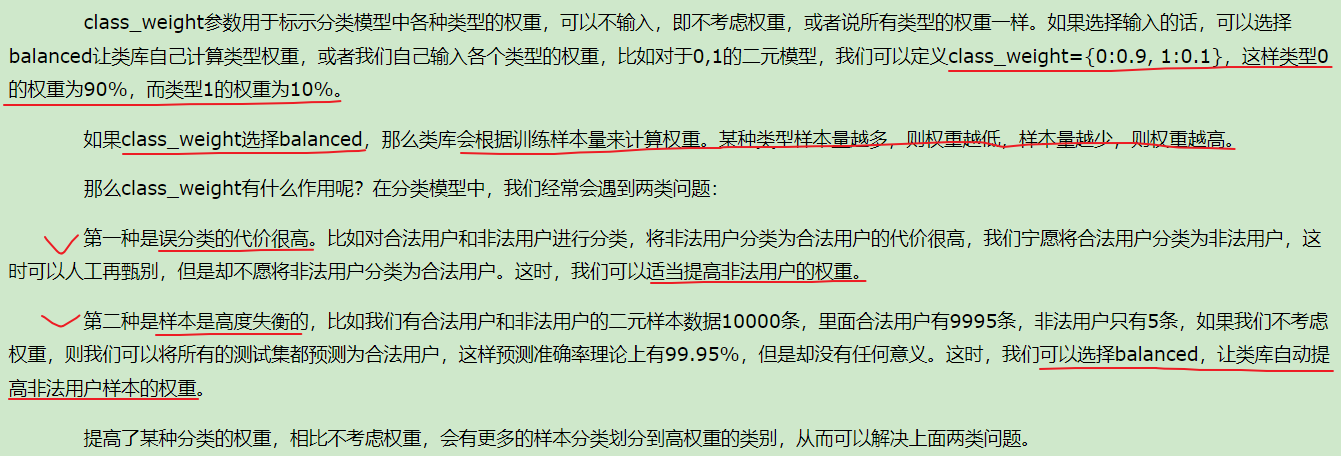 class_weight参数用于标示分类模型中各种类型的权重，可以不输入，即不考虑权重，或者说所有类型的权重一样。如果选择输入的话，可以选择
balanced让类库自己计算类型权重，或者我们自己输入各个类型的权重，比如对于0,1的二元模型，我们可以定义class_weight={0:0.9, 1:0.1}，这样类型0
的权重为90%，而类型1的权重为10%。
如果class_weight选择balanced，那么类库会根据训练样本量来计算权重。某种类型样本量越多，则权重越低，样本量越少，则权重越高。
那么class_weight有什么作用呢？在分类模型中，我们经常会遇到两类问题：
第一种是误分类的代价很高。比如对合法用户和非法用户进行分类，将非法用户分类为合法用户的代价很高，我们宁愿将合法用户分类为非法用户，这
时可以人工再甄别，但是却不愿将非法用户分类为合法用户。这时，我们可以适当提高非法用户的权重。
第二种是样本是高度失衡的，比如我们有合法用户和非法用户的二元样本数据10000条，里面合法用户有9995条，非法用户只有5条，如果我们不考虑
权重，则我们可以将所有的测试集都预测为合法用户，这样预测准确率理论上有99.95%，但是却没有任何意义。这时，我们可以选择balanced，让类库自动提
高非法用户样本的权重。
提高了某种分类的权重，相比不考虑权重，会有更多的样本分类划分到高权重的类别，从而可以解决上面两类问题。